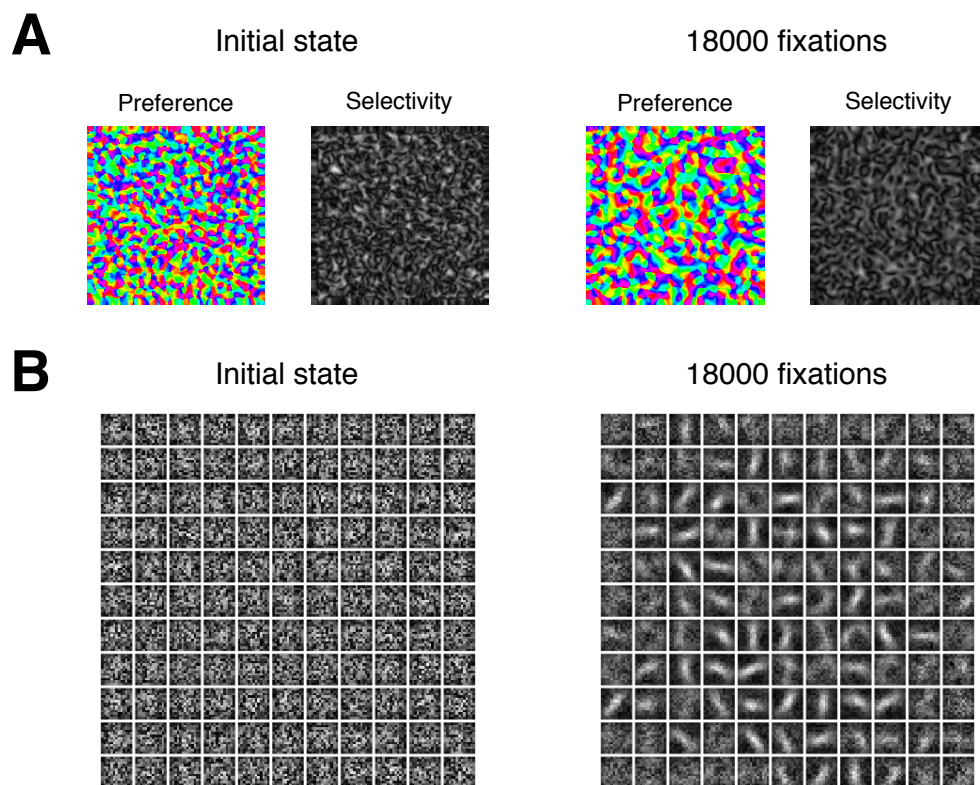 A
Initial state
18000 fixations
Preference
Selectivity
Preference
Selectivity
B
Initial state
18000 fixations